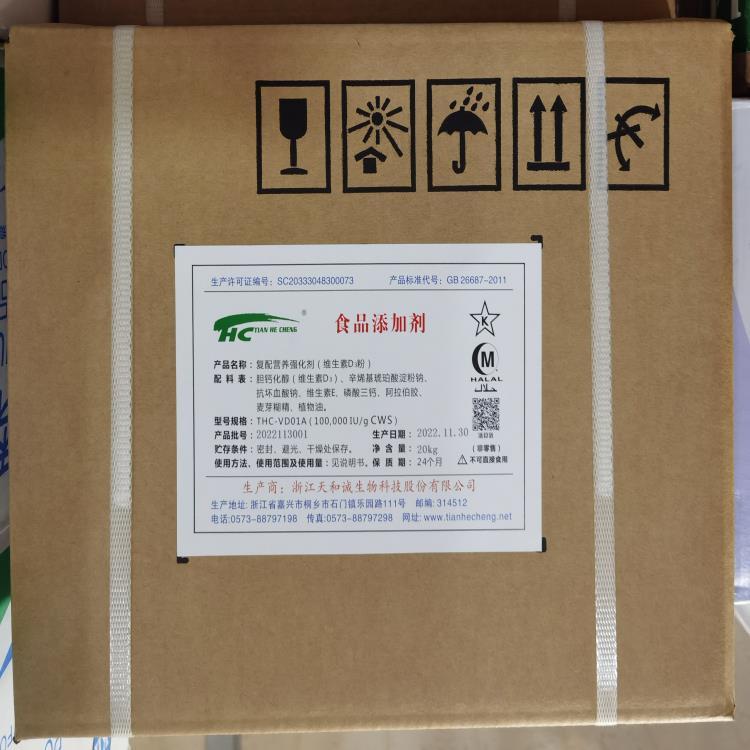 生产许可证编号: SC20333048300073 产品标准代号: GB 26687-2011
THC TIAN HE CHENG ® 食品添加剂
K
产品名称: 复配营养强化剂 (维生素D3粉)
配 料 表: 胆钙化醇 (维生素D3)、辛烯基琥珀酸淀粉钠、
抗坏血酸钠、维生素E、磷酸三钙、阿拉伯胶、
麦芽糊精、植物油。
M
HALAL
حلال
型号规格: THC-VD01A (100,000 IU/g CWS)
产品批号: 2022113001 生产日期: 2022.11.30
贮存条件: 密封、避光、干燥处保存。 净 含 量: 20kg (非零售)
使用方法、使用范围及使用量: 见说明书。 保 质 期: 24个月 不可直接食用
生产商: 浙江天和诚生物科技股份有限公司
生产地址: 浙江省嘉兴市桐乡市石门镇乐园路111号 邮编: 314512
电话:0573-88797198 传真:0573-88797298 网址: www.tianhecheng.net